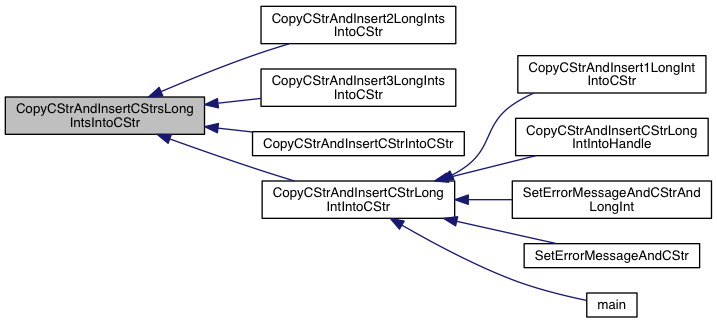 CopyCStrAndInsert2LongInts
IntoCStr
CopyCStrAndInsert3LongInts
IntoCStr
CopyCStrAndInsertCStrsLong
IntsIntoCStr
CopyCStrAndInsertCStrIntoCStr
CopyCStrAndInsertCStrLong
IntIntoCStr
CopyCStrAndInsert1LongInt
IntoCStr
CopyCStrAndInsertCStrLong
IntIntoHandle
SetErrorMessageAndCStrAnd
LongInt
SetErrorMessageAndCStr
main